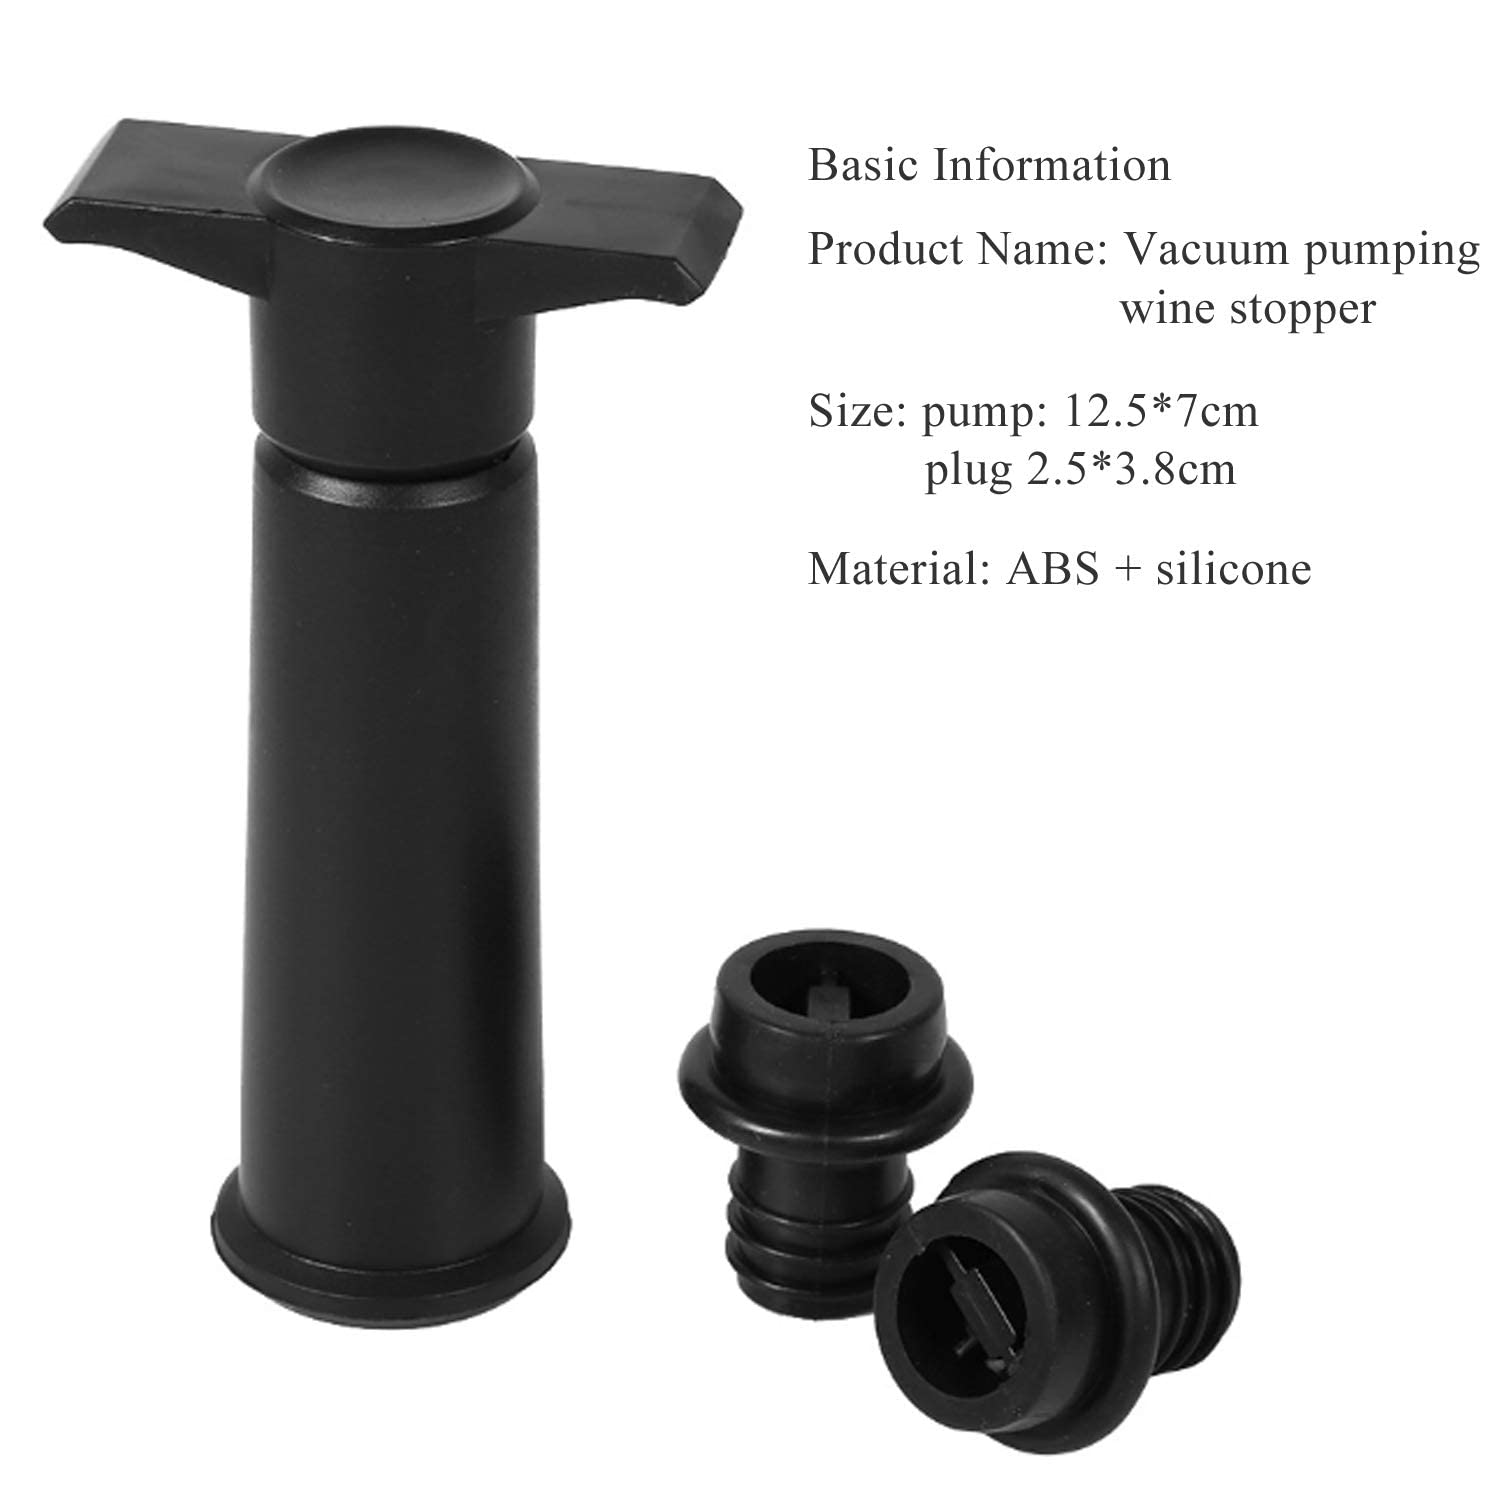 Basic Information
Product Name: Vacuum pumping
wine stopper
Size: pump: 12.5*7cm
plug 2.5*3.8cm
Material: ABS + silicone